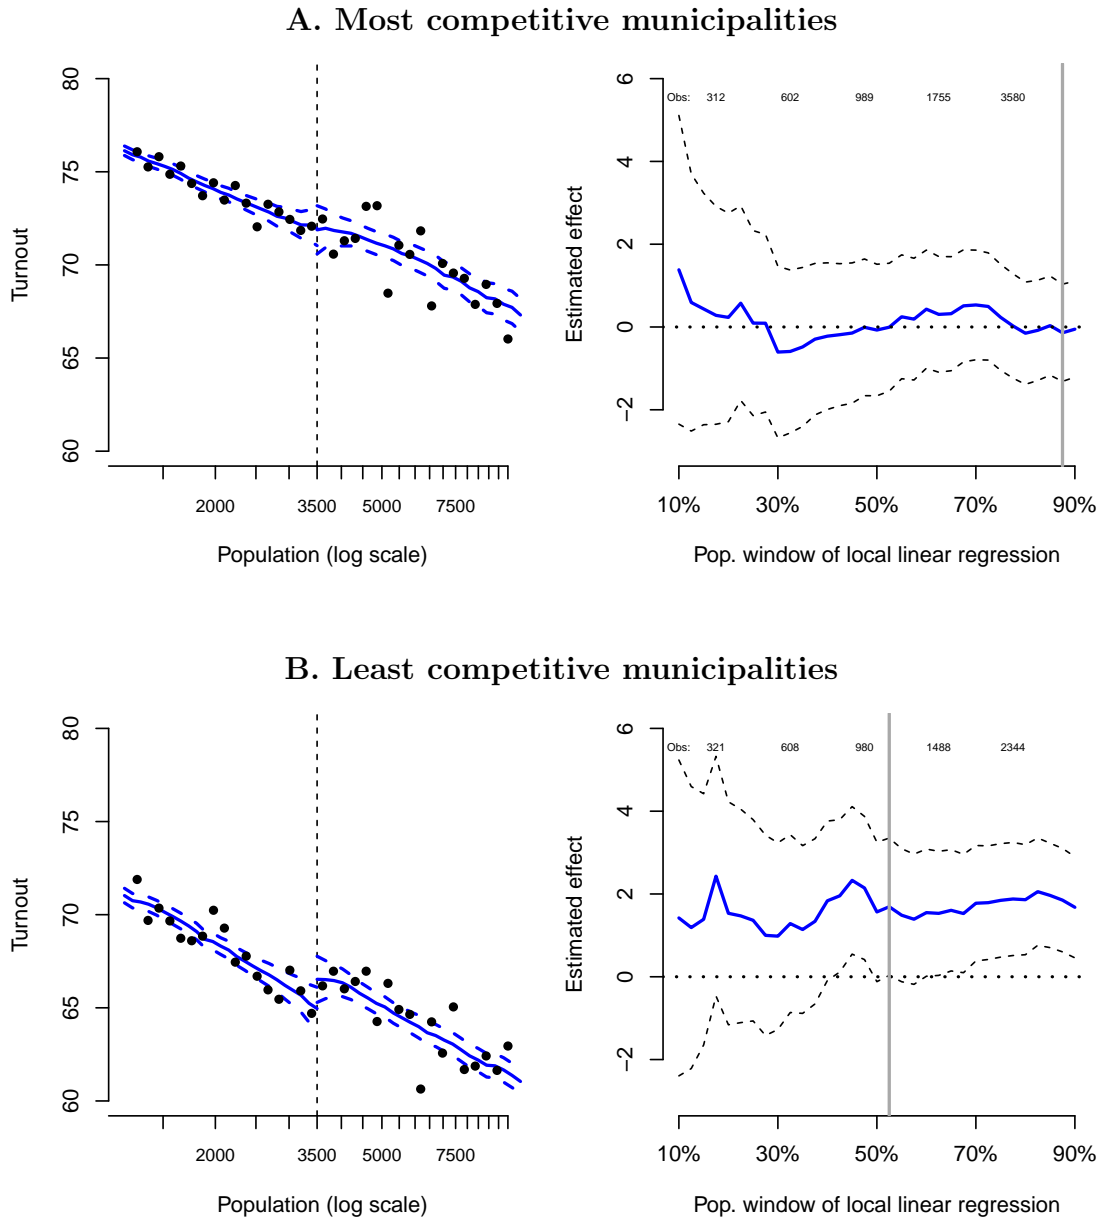 A. Most competitive municipalities
80
75
70
65
60
Turnout
2000 3500 5000 7500
Population (log scale)
6
4
2
0
−2
Estimated effect
Obs: 312 602 989 1755 3580
10% 30% 50% 70% 90%
Pop. window of local linear regression
B. Least competitive municipalities
80
75
70
65
60
Turnout
2000 3500 5000 7500
Population (log scale)
6
4
2
0
−2
Estimated effect
Obs: 321 608 980 1488 2344
10% 30% 50% 70% 90%
Pop. window of local linear regression